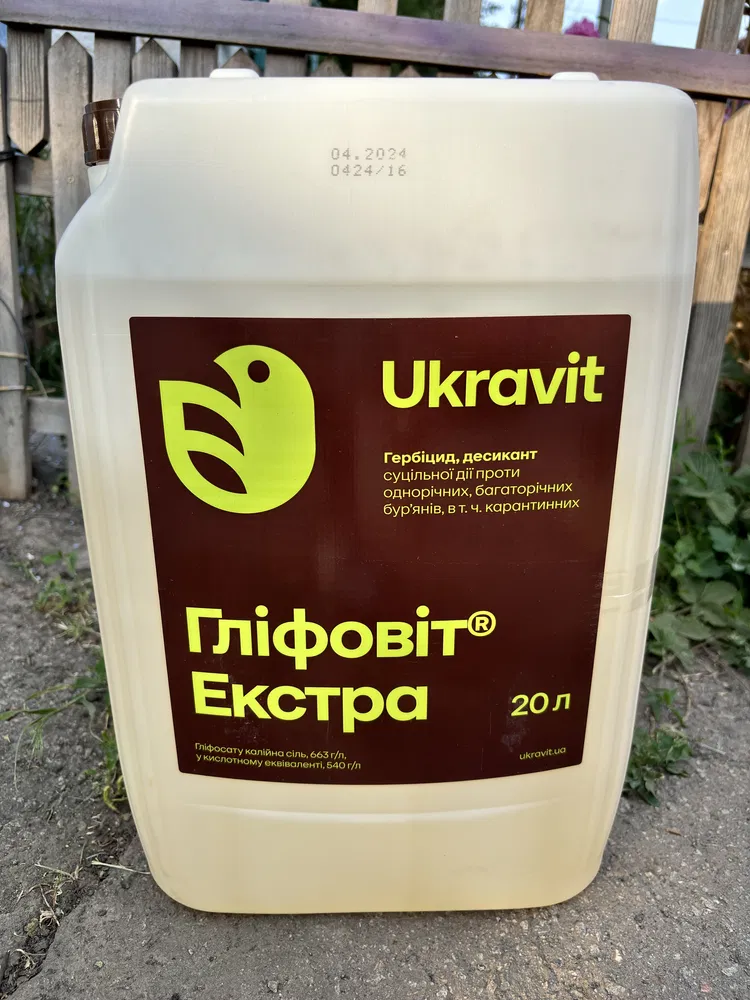 04.2024
0424/16
Ukravit
Гербіцид, десикант
суцільної дії проти
однорічних, багаторічних
бур'янів, в т. ч. карантинних
Гліфовіт®
Екстра
20 л
Гліфосату калійна сіль, 663 г/л,
у кислотному еквіваленті, 540 г/л
ukravit.ua